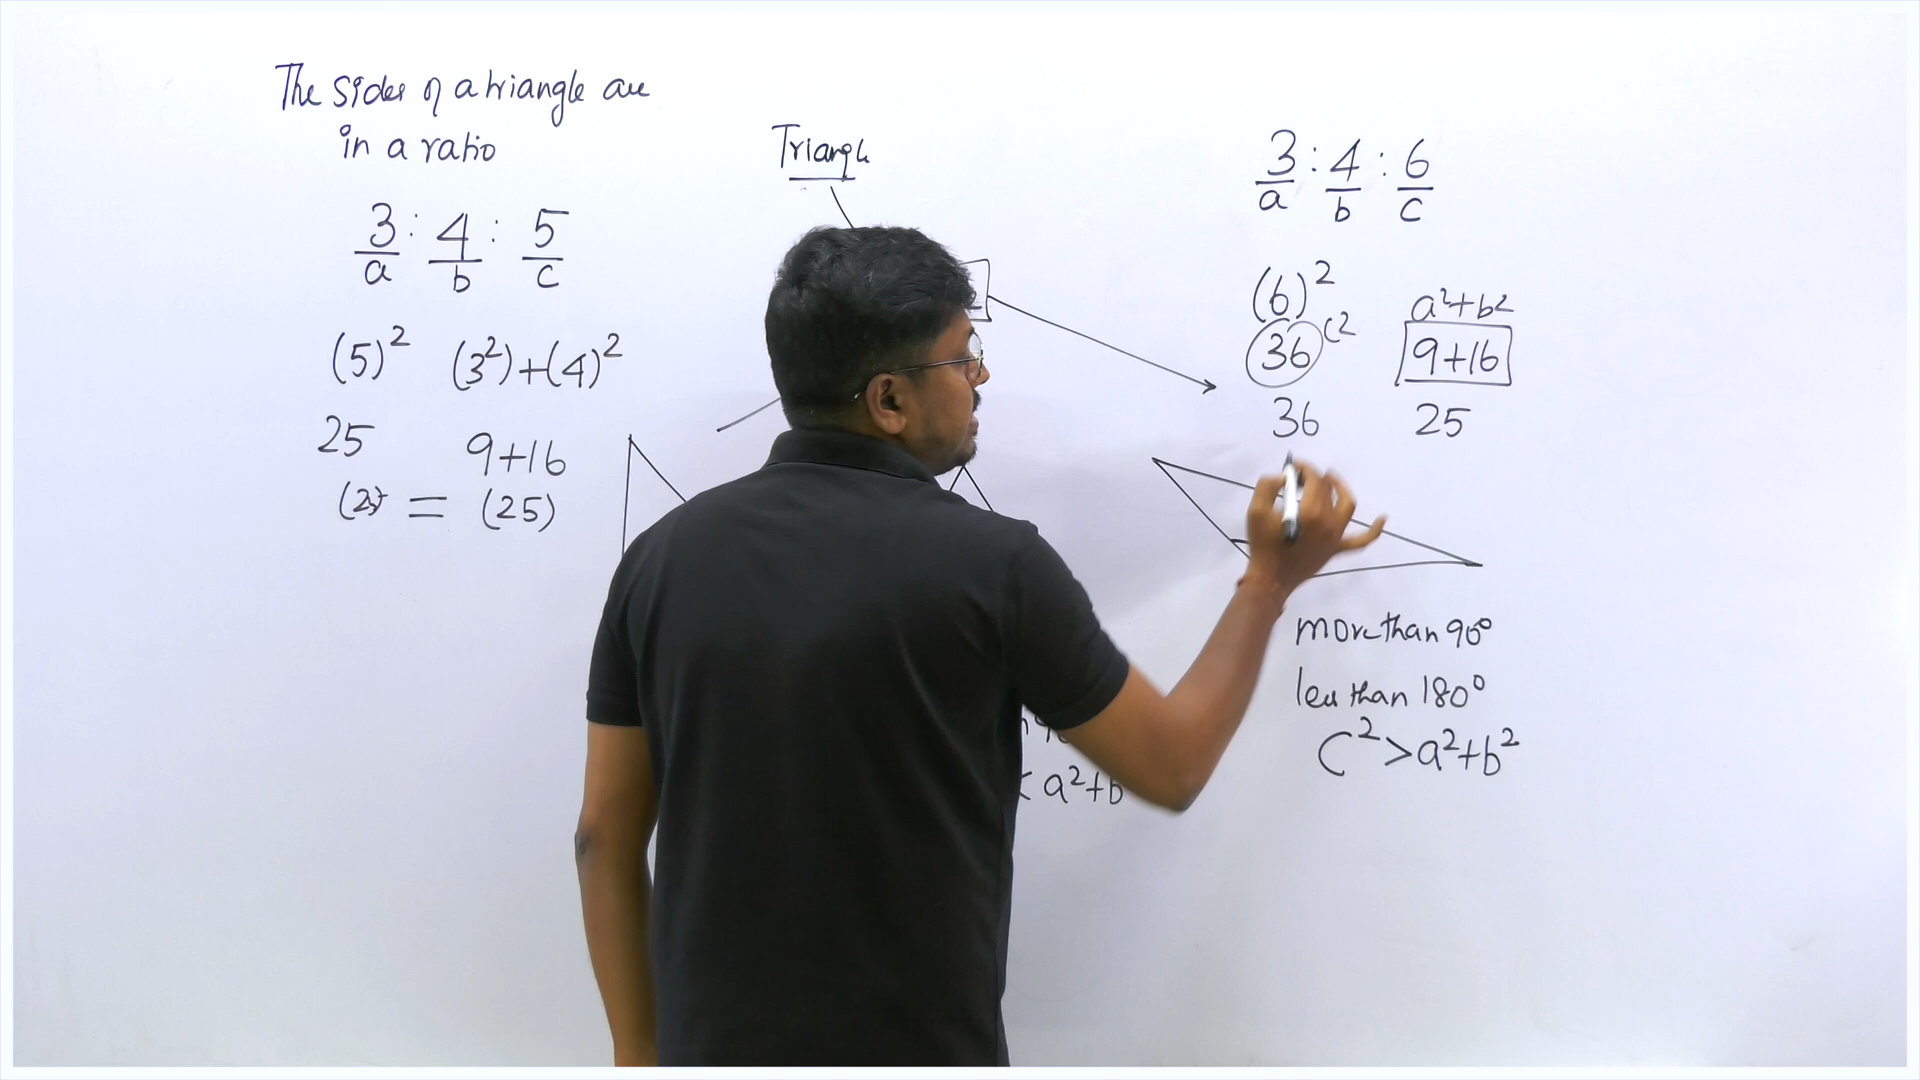 The sides of a triangle are
in a ratio
3 : 4 : 5
a b c
(5)² (3²)+(4)²
25 9+16
= (25)
Triangle
3 : 4 : 6
a b c
(6)²
36 c²
a²+b²
9+16
36 25
more than 90°
less than 180°
c²>a²+b²
< a²+b